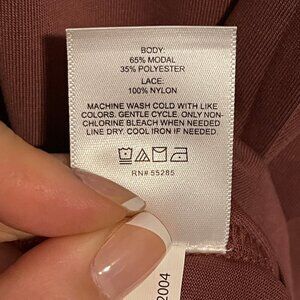 BODY:
65% MODAL
35% POLYESTER
LACE:
100% NYLON
MACHINE WASH COLD WITH LIKE
COLORS. GENTLE CYCLE. ONLY NON-
CHLORINE BLEACH WHEN NEEDED
LINE DRY. COOL IRON IF NEEDED.
RN# 55285
2004